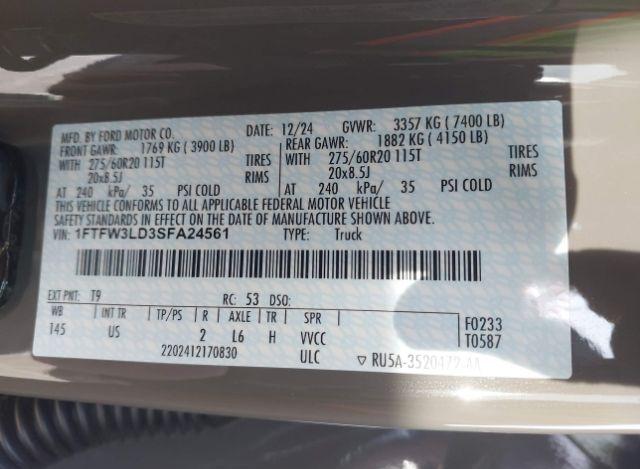 MFD. BY FORD MOTOR CO. DATE: 12/24 GVWR: 3357 KG ( 7400 LB)
FRONT GAWR: 1769 KG ( 3900 LB) REAR GAWR: 1882 KG ( 4150 LB)
WITH 275/60R20 115T TIRES WITH 275/60R20 115T TIRES
20x8.5J RIMS 20x8.5J RIMS
AT 240 kPa/ 35 PSI COLD AT 240 kPa/ 35 PSI COLD
THIS VEHICLE CONFORMS TO ALL APPLICABLE FEDERAL MOTOR VEHICLE
SAFETY STANDARDS IN EFFECT ON THE DATE OF MANUFACTURE SHOWN ABOVE.
VIN: 1FTFW3LD3SFA24561 TYPE: Truck
EXT PNT: T9 RC: 53 DSO:
WB INT TR TP/PS R AXLE TR SPR
145 US 2 L6 H VVCC
F0233
T0587
2202412170830 ULC
▽ RU5A-3520472-AA